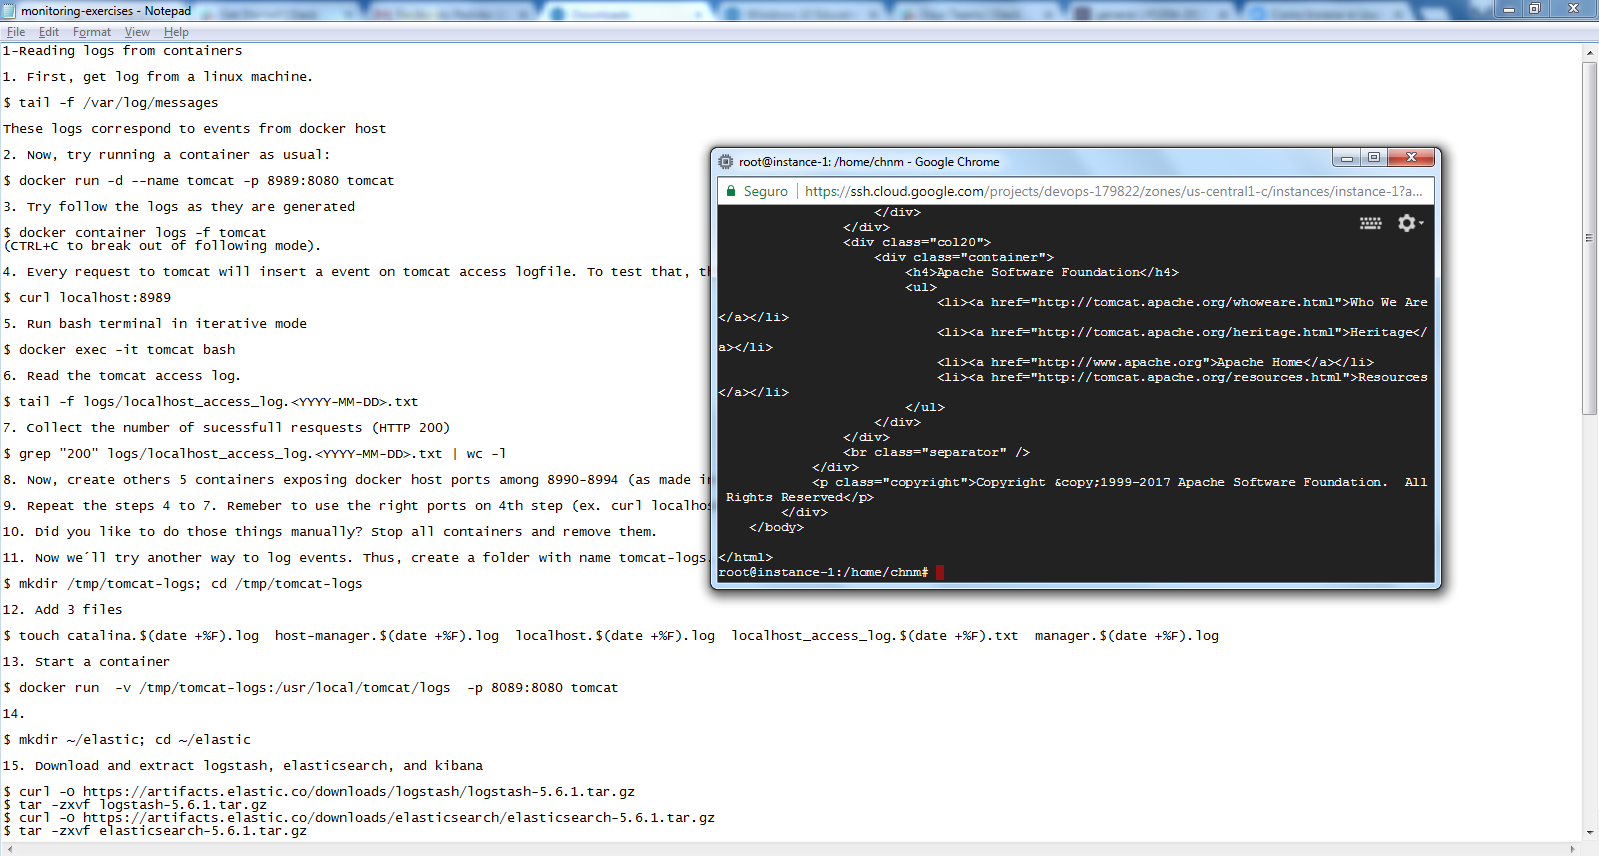 monitoring-exercises - Notepad
File Edit Format View Help
1-Reading logs from containers
1. First, get log from a linux machine.
$ tail -f /var/log/messages
These logs correspond to events from docker host
2. Now, try running a container as usual:
$ docker run -d --name tomcat -p 8989:8080 tomcat
3. Try follow the logs as they are generated
$ docker container logs -f tomcat
(CTRL+C to break out of following mode).
4. Every request to tomcat will insert a event on tomcat access logfile. To test that, th
$ curl localhost:8989
5. Run bash terminal in iterative mode
$ docker exec -it tomcat bash
6. Read the tomcat access log.
$ tail -f logs/localhost_access_log.<YYYY-MM-DD>.txt
7. Collect the number of sucessfull resquests (HTTP 200)
$ grep "200" logs/localhost_access_log.<YYYY-MM-DD>.txt | wc -l
8. Now, create others 5 containers exposing docker host ports among 8990-8994 (as made in
9. Repeat the steps 4 to 7. Remeber to use the right ports on 4th step (ex. curl localhos
10. Did you like to do those things manually? Stop all containers and remove them.
11. Now we´ll try another way to log events. Thus, create a folder with name tomcat-logs.
$ mkdir /tmp/tomcat-logs; cd /tmp/tomcat-logs
12. Add 3 files
$ touch catalina.$(date +%F).log  host-manager.$(date +%F).log  localhost.$(date +%F).log  localhost_access_log.$(date +%F).txt  manager.$(date +%F).log
13. Start a container
$ docker run  -v /tmp/tomcat-logs:/usr/local/tomcat/logs  -p 8089:8080 tomcat
14.
$ mkdir ~/elastic; cd ~/elastic
15. Download and extract logstash, elasticsearch, and kibana
$ curl -O https://artifacts.elastic.co/downloads/logstash/logstash-5.6.1.tar.gz
$ tar -zxvf logstash-5.6.1.tar.gz
$ curl -O https://artifacts.elastic.co/downloads/elasticsearch/elasticsearch-5.6.1.tar.gz
$ tar -zxvf elasticsearch-5.6.1.tar.gz
root@instance-1: /home/chnm - Google Chrome
Seguro | https://ssh.cloud.google.com/projects/devops-179822/zones/us-central1-c/instances/instance-1?a...
</div>
</div>
<div class="col20">
<div class="container">
<h4>Apache Software Foundation</h4>
<ul>
<li><a href="http://tomcat.apache.org/whoweare.html">Who We Are
</a></li>
<li><a href="http://tomcat.apache.org/heritage.html">Heritage</
a></li>
<li><a href="http://www.apache.org">Apache Home</a></li>
<li><a href="http://tomcat.apache.org/resources.html">Resources
</a></li>
</ul>
</div>
</div>
<br class="separator" />
</div>
<p class="copyright">Copyright &copy;1999-2017 Apache Software Foundation.  All
Rights Reserved</p>
</div>
</body>
</html>
root@instance-1:/home/chnm#